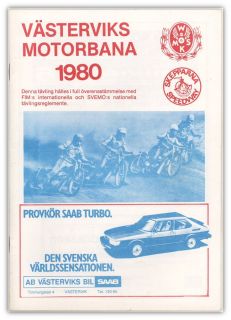 VÄSTERVIKS
MOTORBANA
1980
VMS
SKEPPARNA
SPEEDWAY
Denna tävling hålles i full överensstämmelse med
FIM:s internationella och SVEMO:s nationella
tävlingsreglemente.
PROVKÖR SAAB TURBO.
DEN SVENSKA
VÄRLDSSENSATIONEN.
AB VÄSTERVIKS BIL SAAB
VÄSTERVIK